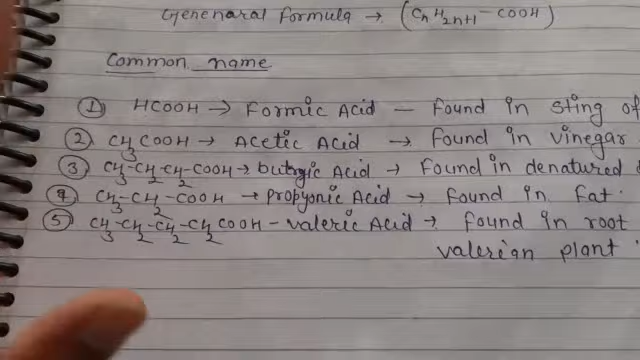 Gyenenaral Formula → (CnH2n+1 - COOH)
Common name
① HCOOH → Formic Acid - Found in sting of
② CH3COOH → Acetic Acid → Found in vinegar
③ CH3-CH2-CH2-COOH → butryic Acid → Found in denatured
④ CH3-CH2-COOH → propyonic Acid → Found in Fat.
⑤ CH3-CH2-CH2-CH2COOH - valeric Acid → Found in root
valerian plant